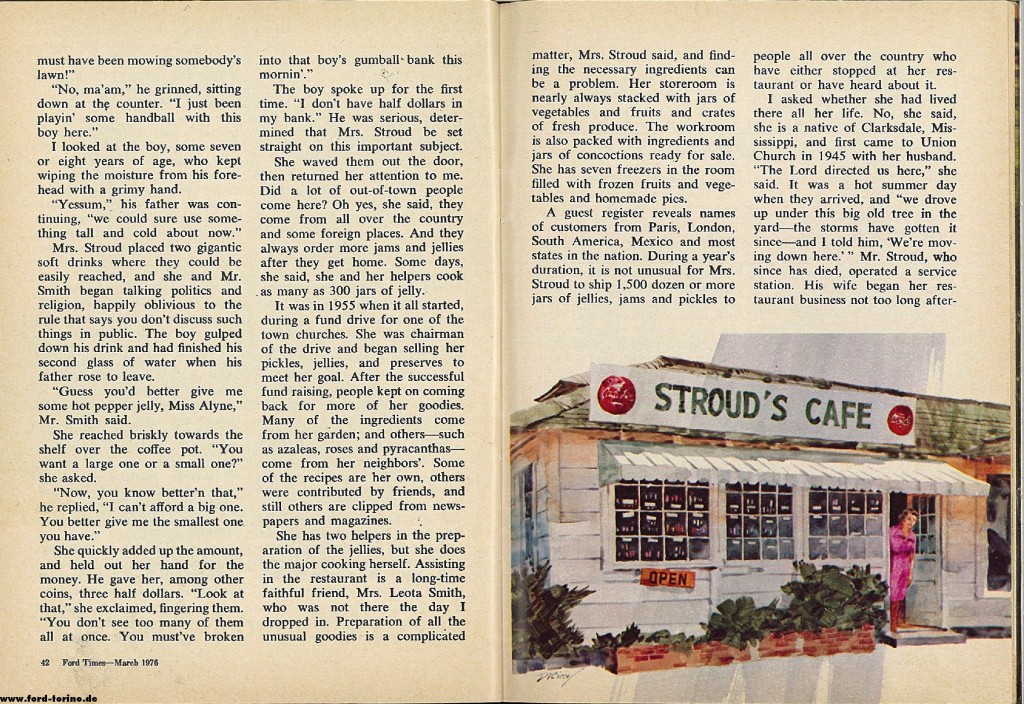 must have been mowing somebody's
lawn!"
"No, ma'am," he grinned, sitting
down at the counter. "I just been
playin' some handball with this
boy here."
I looked at the boy, some seven
or eight years of age, who kept
wiping the moisture from his fore-
head with a grimy hand.
"Yessum," his father was con-
tinuing, "we could sure use some-
thing tall and cold about now."
Mrs. Stroud placed two gigantic
soft drinks where they could be
easily reached, and she and Mr.
Smith began talking politics and
religion, happily oblivious to the
rule that says you don't discuss such
things in public. The boy gulped
down his drink and had finished his
second glass of water when his
father rose to leave.
"Guess you'd better give me
some hot pepper jelly, Miss Alyne,"
Mr. Smith said.
She reached briskly towards the
shelf over the coffee pot. "You
want a large one or a small one?"
she asked.
"Now, you know better'n that,"
he replied, "I can't afford a big one.
You better give me the smallest one
you have."
She quickly added up the amount,
and held out her hand for the
money. He gave her, among other
coins, three half dollars. "Look at
that," she exclaimed, fingering them.
"You don't see too many of them
all at once. You must've broken
into that boy's gumball bank this
mornin'."
The boy spoke up for the first
time. "I don't have half dollars in
my bank." He was serious, deter-
mined that Mrs. Stroud be set
straight on this important subject.
She waved them out the door,
then returned her attention to me.
Did a lot of out-of-town people
come here? Oh yes, she said, they
come from all over the country
and some foreign places. And they
always order more jams and jellies
after they get home. Some days,
she said, she and her helpers cook
as many as 300 jars of jelly.
It was in 1955 when it all started,
during a fund drive for one of the
town churches. She was chairman
of the drive and began selling her
pickles, jellies, and preserves to
meet her goal. After the successful
fund raising, people kept on coming
back for more of her goodies.
Many of the ingredients come
from her garden; and others—such
as azaleas, roses and pyracanthas—
come from her neighbors'. Some
of the recipes are her own, others
were contributed by friends, and
still others are clipped from news-
papers and magazines.
She has two helpers in the prep-
aration of the jellies, but she does
the major cooking herself. Assisting
in the restaurant is a long-time
faithful friend, Mrs. Leota Smith,
who was not there the day I
dropped in. Preparation of all the
unusual goodies is a complicated
42 Ford Times—March 1976
matter, Mrs. Stroud said, and find-
ing the necessary ingredients can
be a problem. Her storeroom is
nearly always stacked with jars of
vegetables and fruits and crates
of fresh produce. The workroom
is also packed with ingredients and
jars of concoctions ready for sale.
She has seven freezers in the room
filled with frozen fruits and vege-
tables and homemade pies.
A guest register reveals names
of customers from Paris, London,
South America, Mexico and most
states in the nation. During a year's
duration, it is not unusual for Mrs.
Stroud to ship 1,500 dozen or more
jars of jellies, jams and pickles to
people all over the country who
have either stopped at her res-
taurant or have heard about it.
I asked whether she had lived
there all her life. No, she said,
she is a native of Clarksdale, Mis-
sissippi, and first came to Union
Church in 1945 with her husband.
"The Lord directed us here," she
said. It was a hot summer day
when they arrived, and "we drove
up under this big old tree in the
yard—the storms have gotten it
since—and I told him, 'We're mov-
ing down here.' " Mr. Stroud, who
since has died, operated a service
station. His wife began her res-
taurant business not too long after-
STROUD'S CAFE
OPEN
www.ford-torino.de